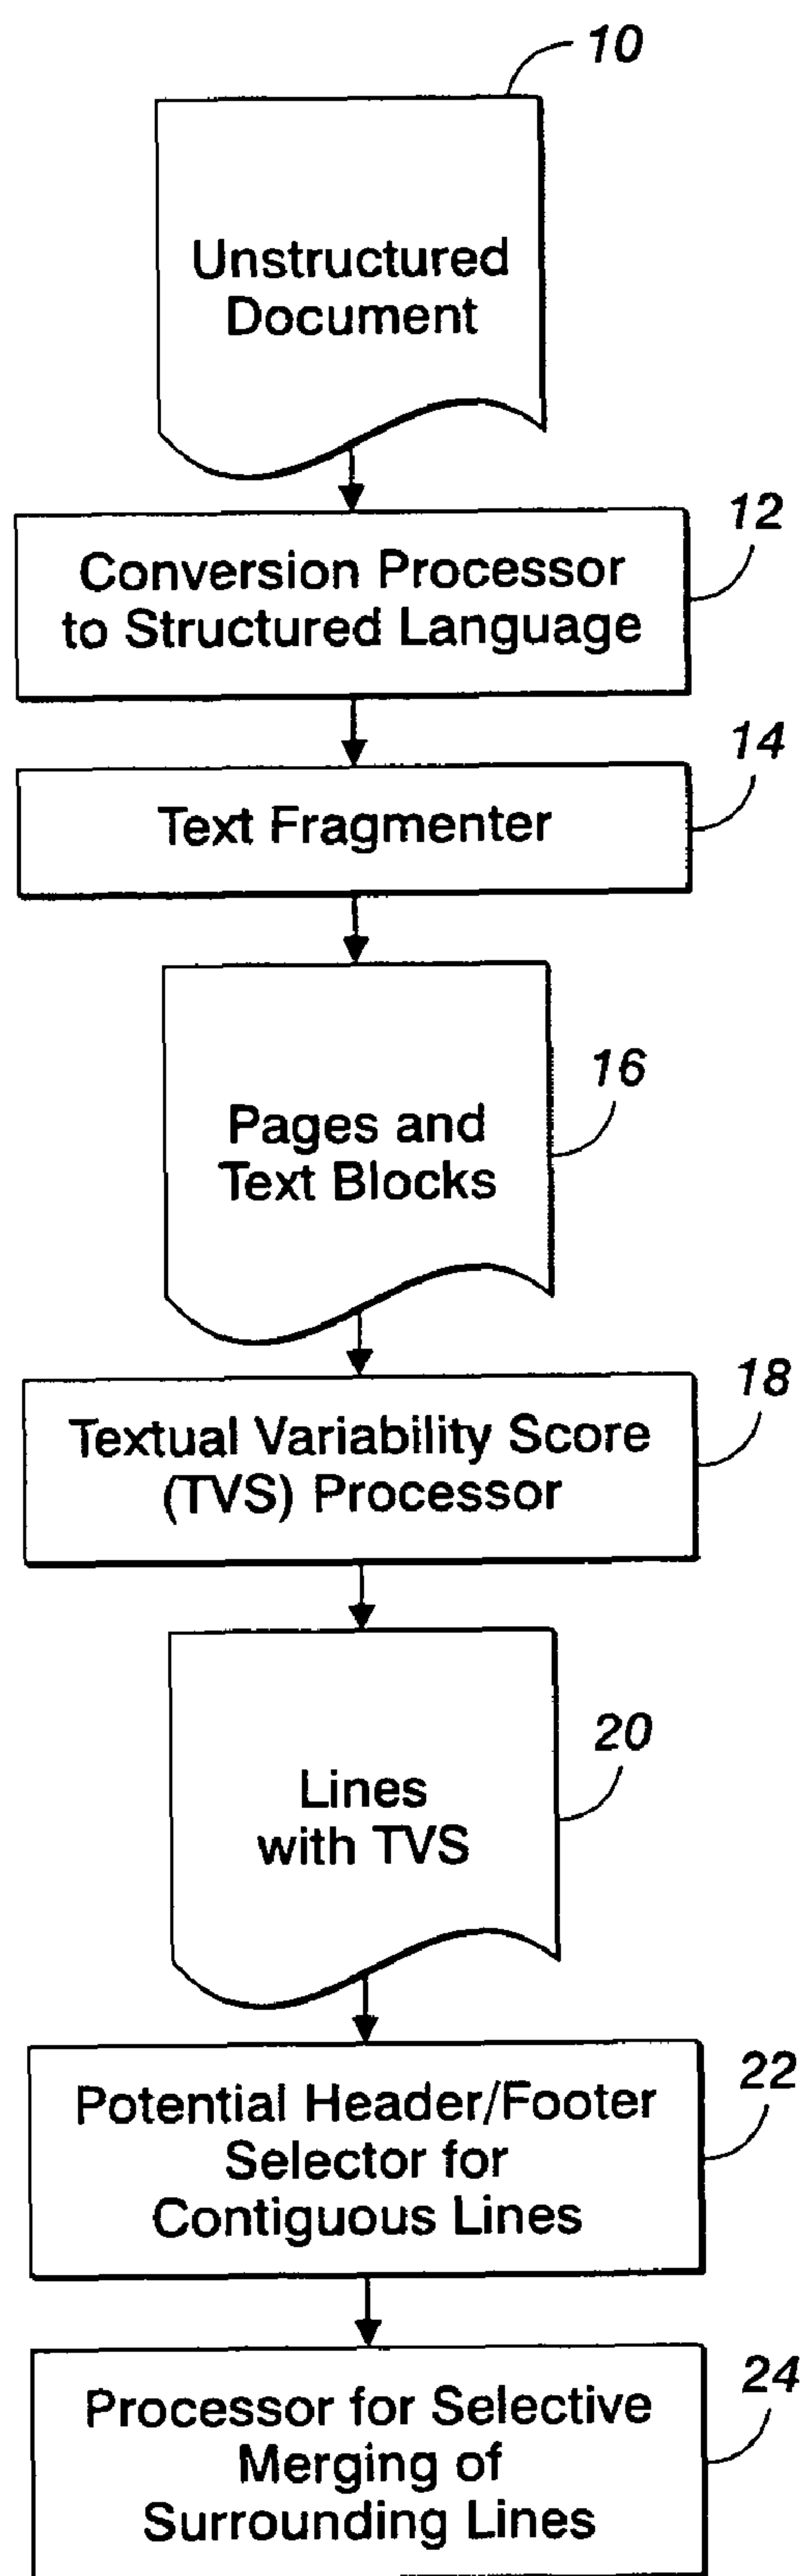 10
Unstructured
Document
12
Conversion Processor
to Structured Language
14
Text Fragmenter
16
Pages and
Text Blocks
18
Textual Variability Score
(TVS) Processor
20
Lines
with TVS
22
Potential Header/Footer
Selector for
Contiguous Lines
24
Processor for Selective
Merging of
Surrounding Lines